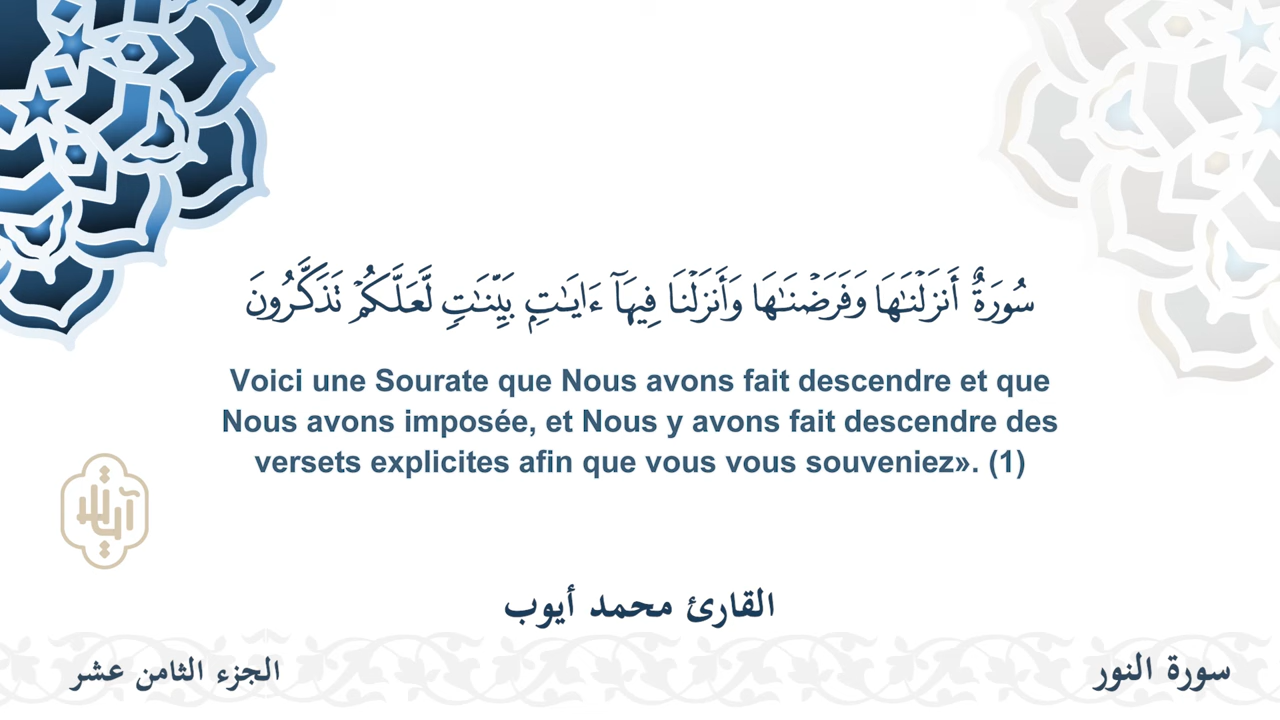 سُورَةٌ أَنزَلۡنَٰهَا وَفَرَضۡنَٰهَا وَأَنزَلۡنَا فِيهَآ ءَايَٰتِۭ بَيِّنَٰتٖ لَّعَلَّكُمۡ تَذَكَّرُونَ
Voici une Sourate que Nous avons fait descendre et que
Nous avons imposée, et Nous y avons fait descendre des
versets explicites afin que vous vous souveniez». (1)
آيات
القارئ محمد أيوب
سورة النور
الجزء الثامن عشر